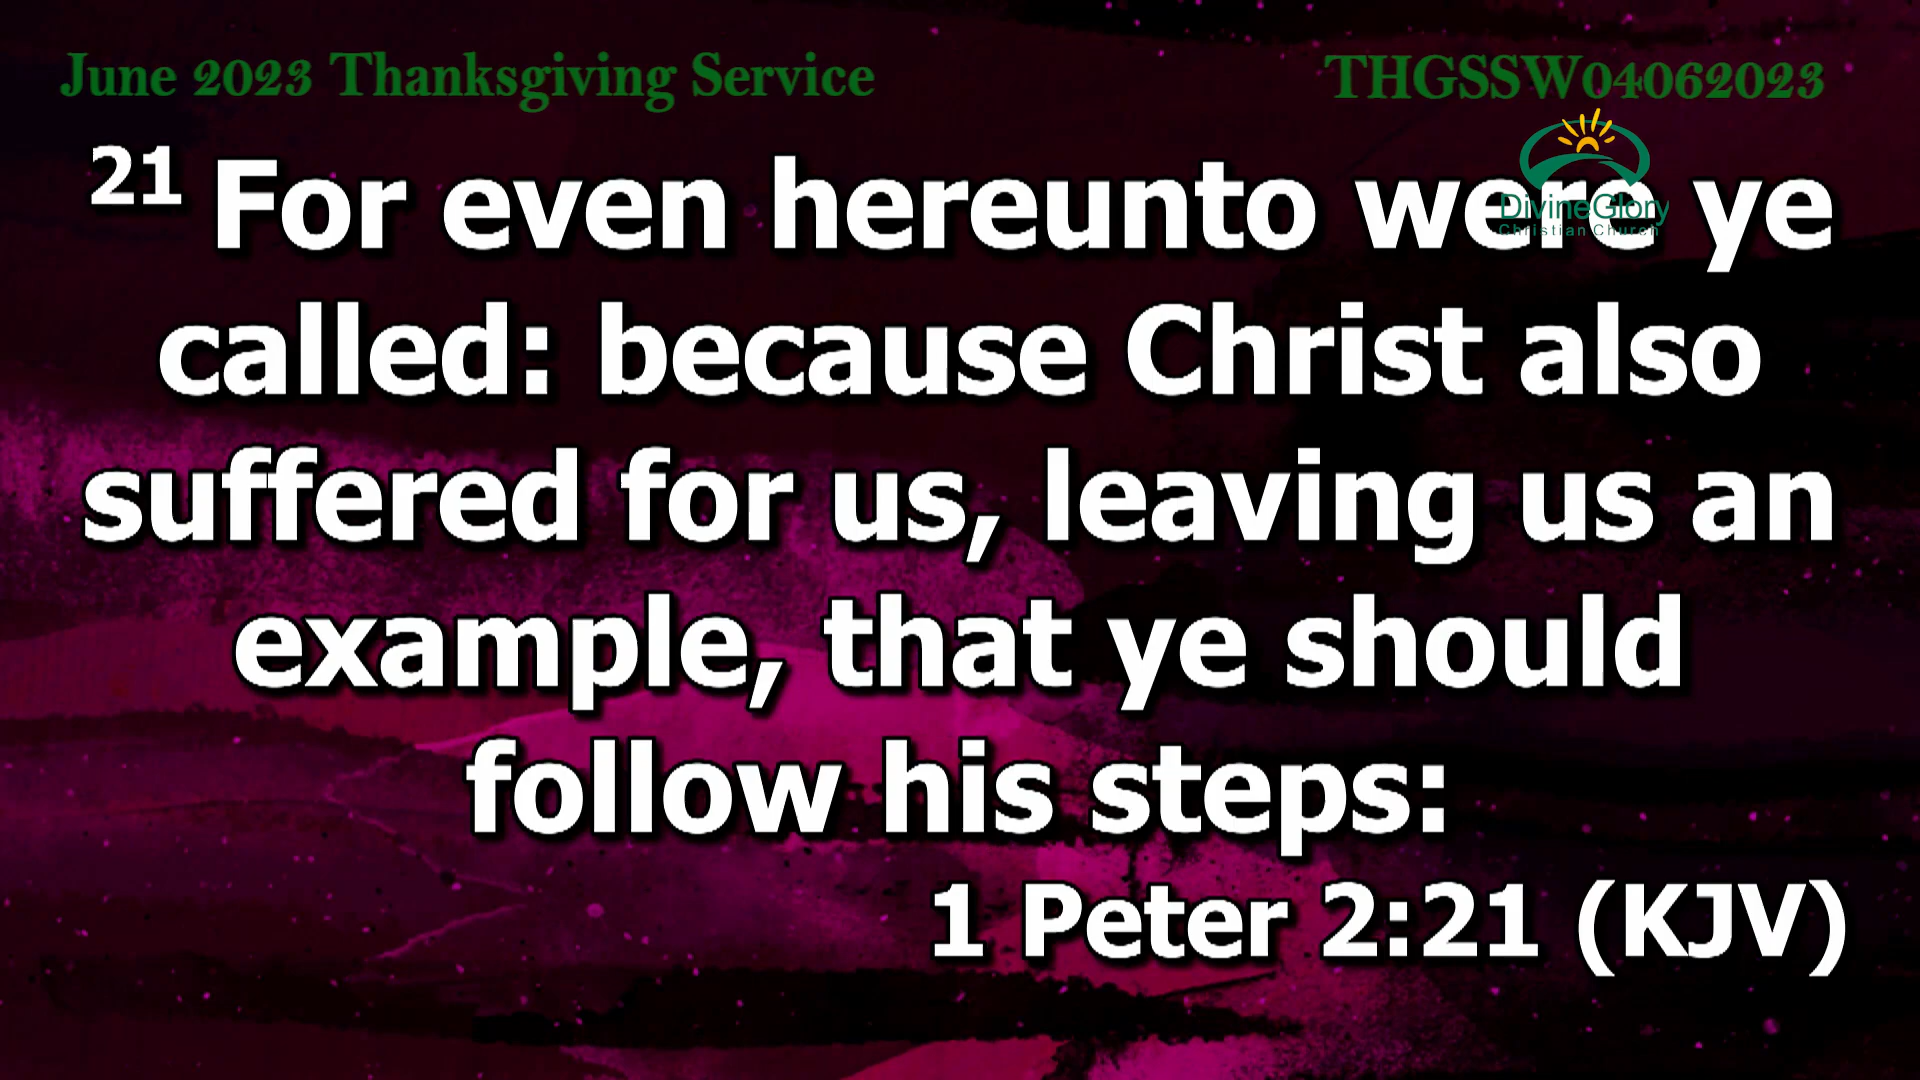 June 2023 Thanksgiving Service
THGSSW04062023
DivineGlory
Christian Church
21 For even hereunto were ye
called: because Christ also
suffered for us, leaving us an
example, that ye should
follow his steps:
1 Peter 2:21 (KJV)